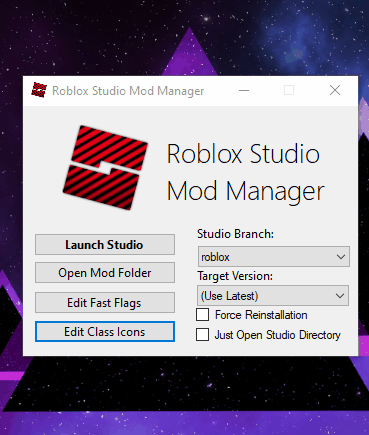 Roblox Studio Mod Manager
Roblox Studio
Mod Manager
Launch Studio
Open Mod Folder
Edit Fast Flags
Edit Class Icons
Studio Branch:
roblox
Target Version:
(Use Latest)
Force Reinstallation
Just Open Studio Directory